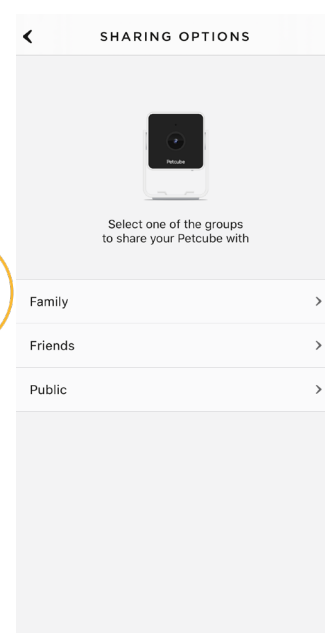 SHARING OPTIONS
Petcube
Select one of the groups
to share your Petcube with
Family
Friends
Public